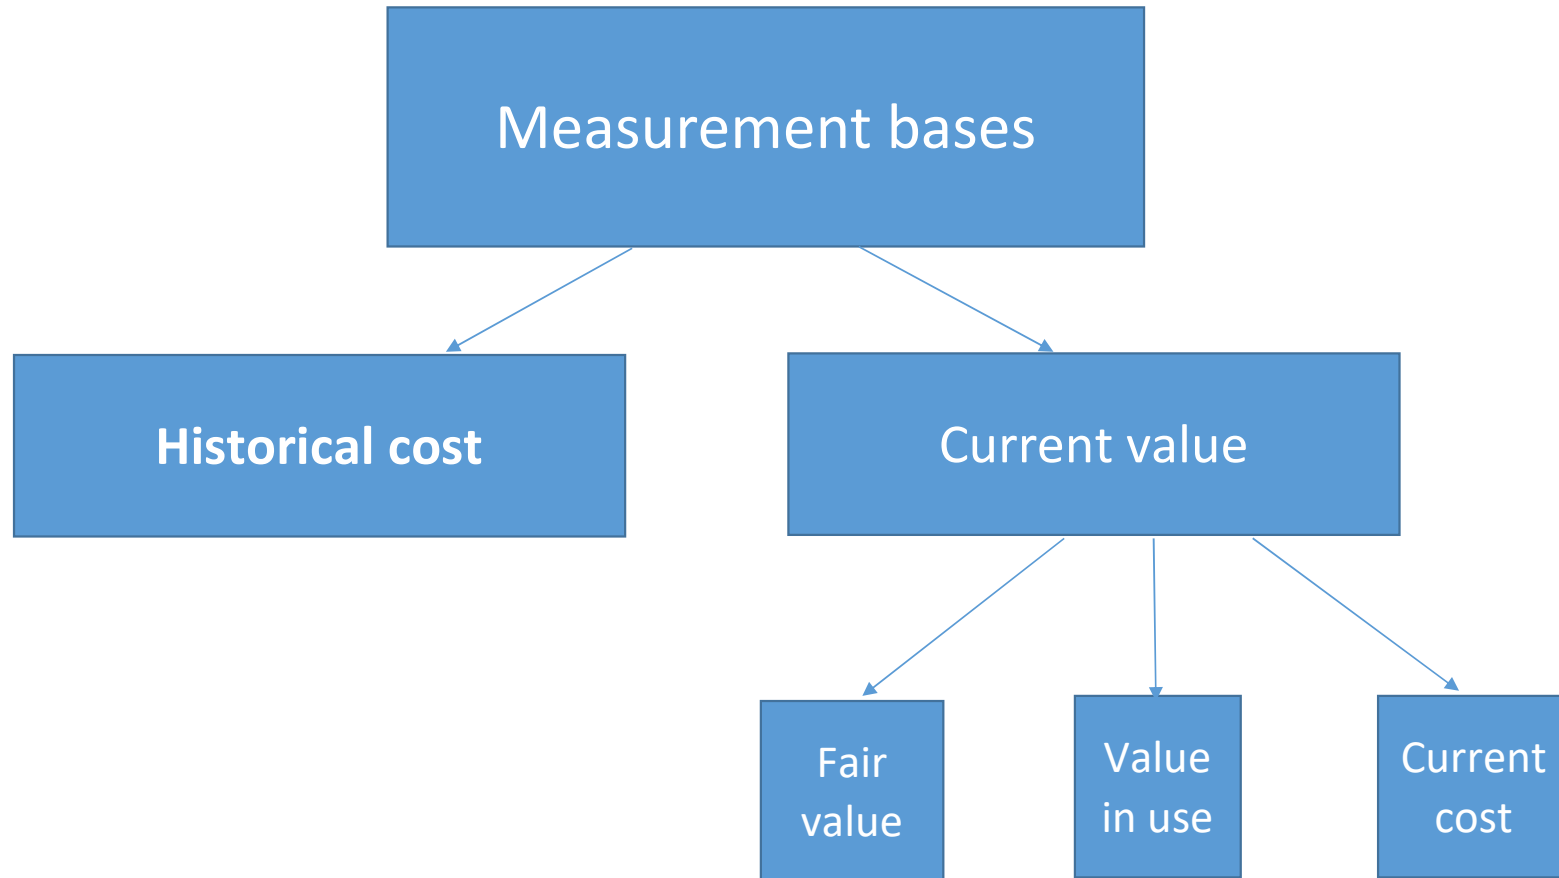 Measurement bases
Historical cost
Current value
Fair
value
Value
in use
Current
cost